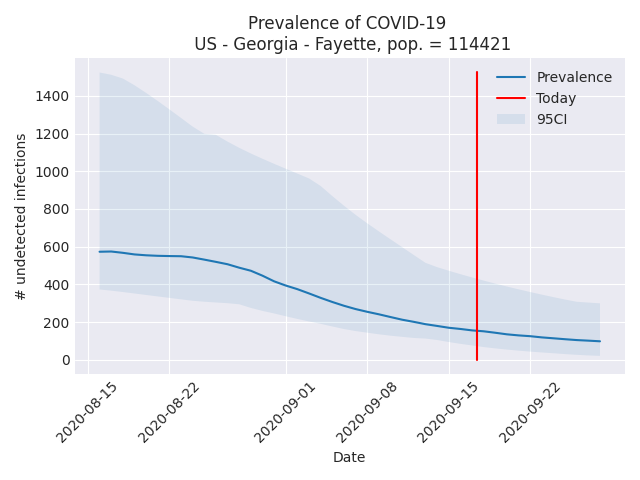 Prevalence of COVID-19
US - Georgia - Fayette, pop. = 114421
Prevalence
Today
95CI
# undetected infections
1400
1200
1000
800
600
400
200
0
2020-08-15
2020-08-22
2020-09-01
2020-09-08
2020-09-15
2020-09-22
Date